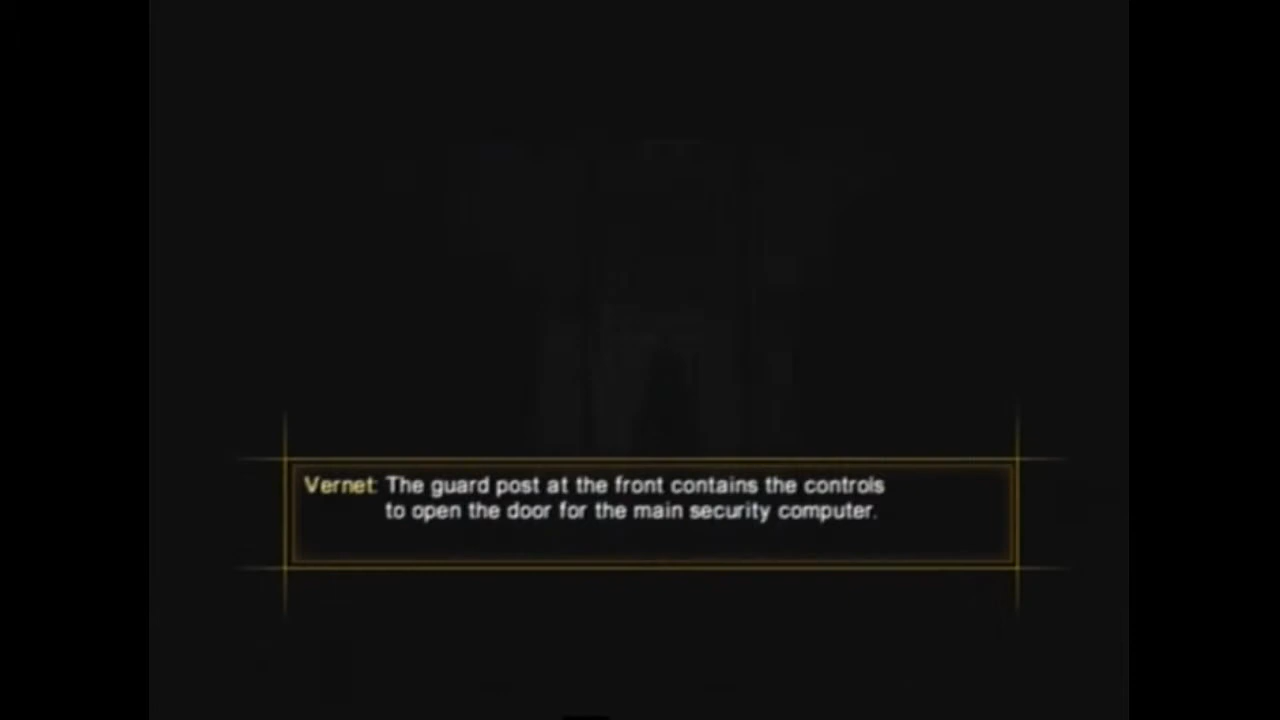 Vernet: The guard post at the front contains the controls
to open the door for the main security computer.